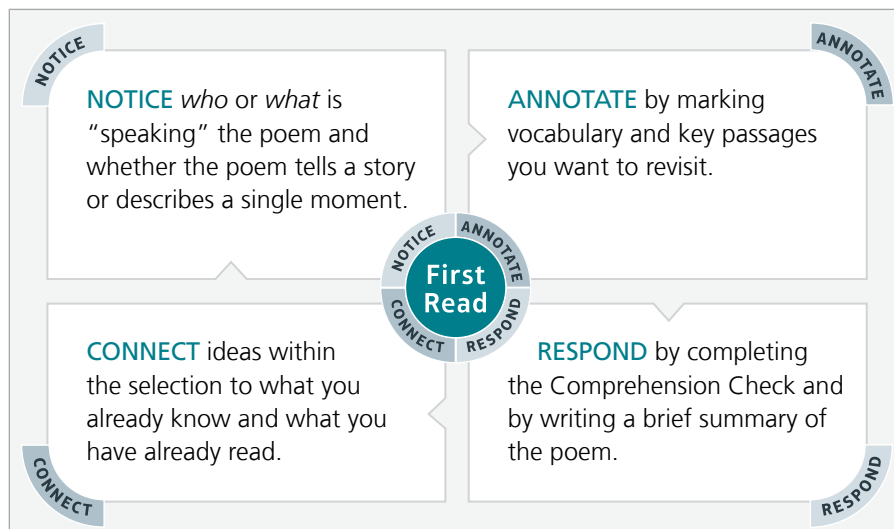 NOTICE
NOTICE who or what is
“speaking” the poem and
whether the poem tells a story
or describes a single moment.
ANNOTATE
ANNOTATE by marking
vocabulary and key passages
you want to revisit.
NOTICE
ANNOTATE
First
Read
CONNECT
RESPOND
CONNECT ideas within
the selection to what you
already know and what you
have already read.
CONNECT
RESPOND by completing
the Comprehension Check and
by writing a brief summary of
the poem.
RESPOND